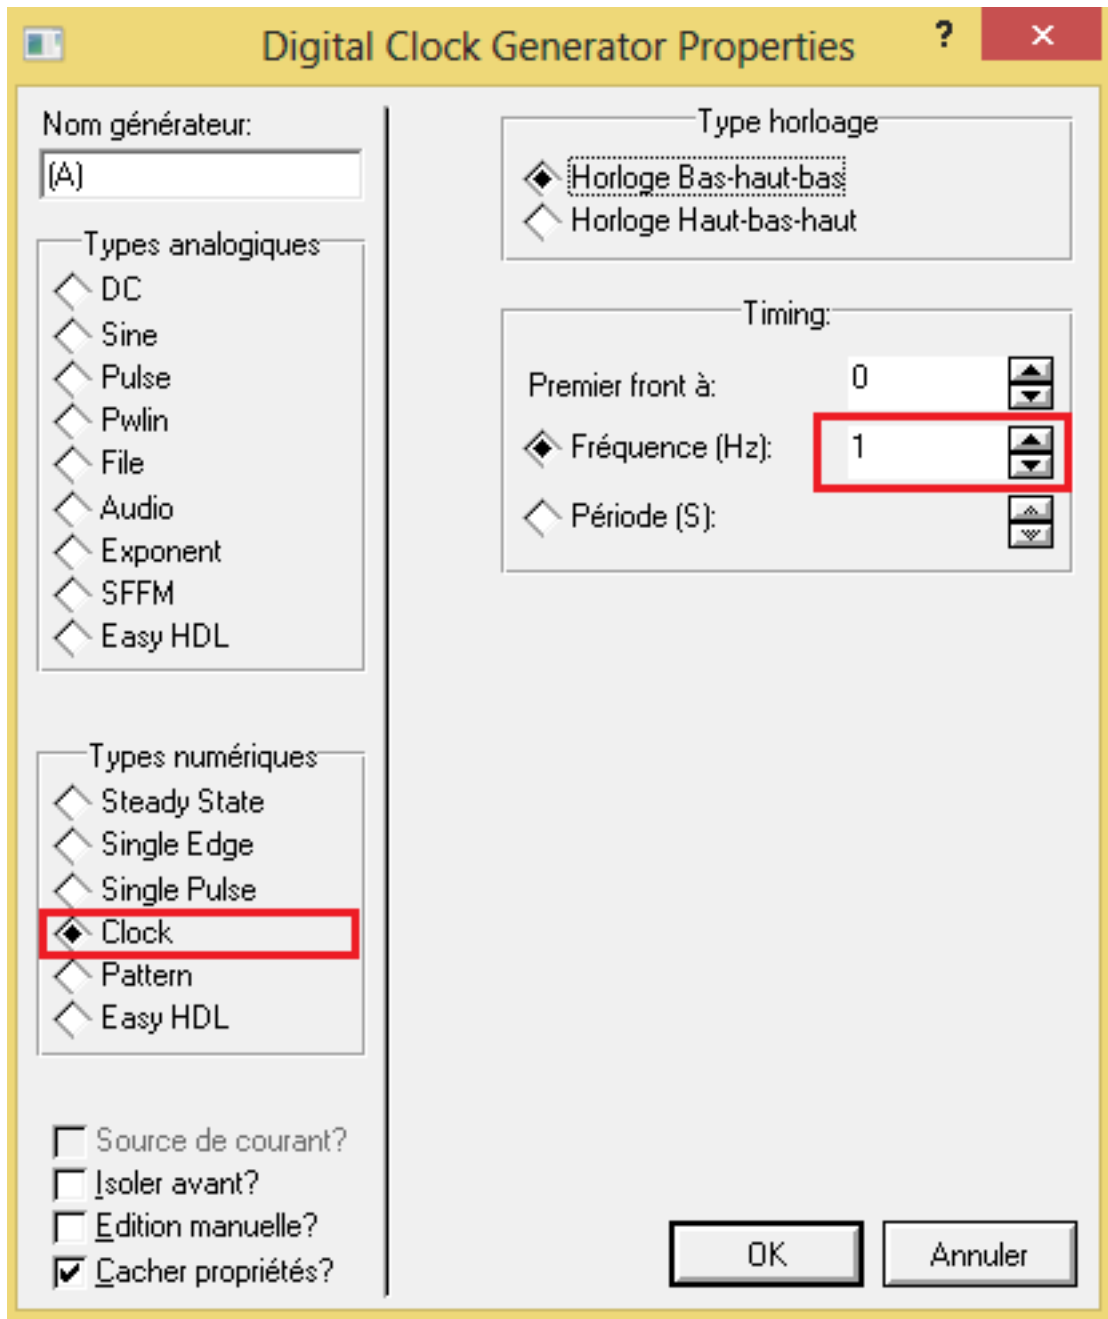 Digital Clock Generator Properties
?
Nom générateur:
(A)
Types analogiques
DC
Sine
Pulse
Pwlin
File
Audio
Exponent
SFFM
Easy HDL
Types numériques
Steady State
Single Edge
Single Pulse
Clock
Pattern
Easy HDL
Source de courant?
Isoler avant?
Edition manuelle?
Cacher propriétés?
Type horloage
Horloge Bas-haut-bas
Horloge Haut-bas-haut
Timing:
Premier front à: 0
Fréquence (Hz): 1
Période (S):
OK Annuler